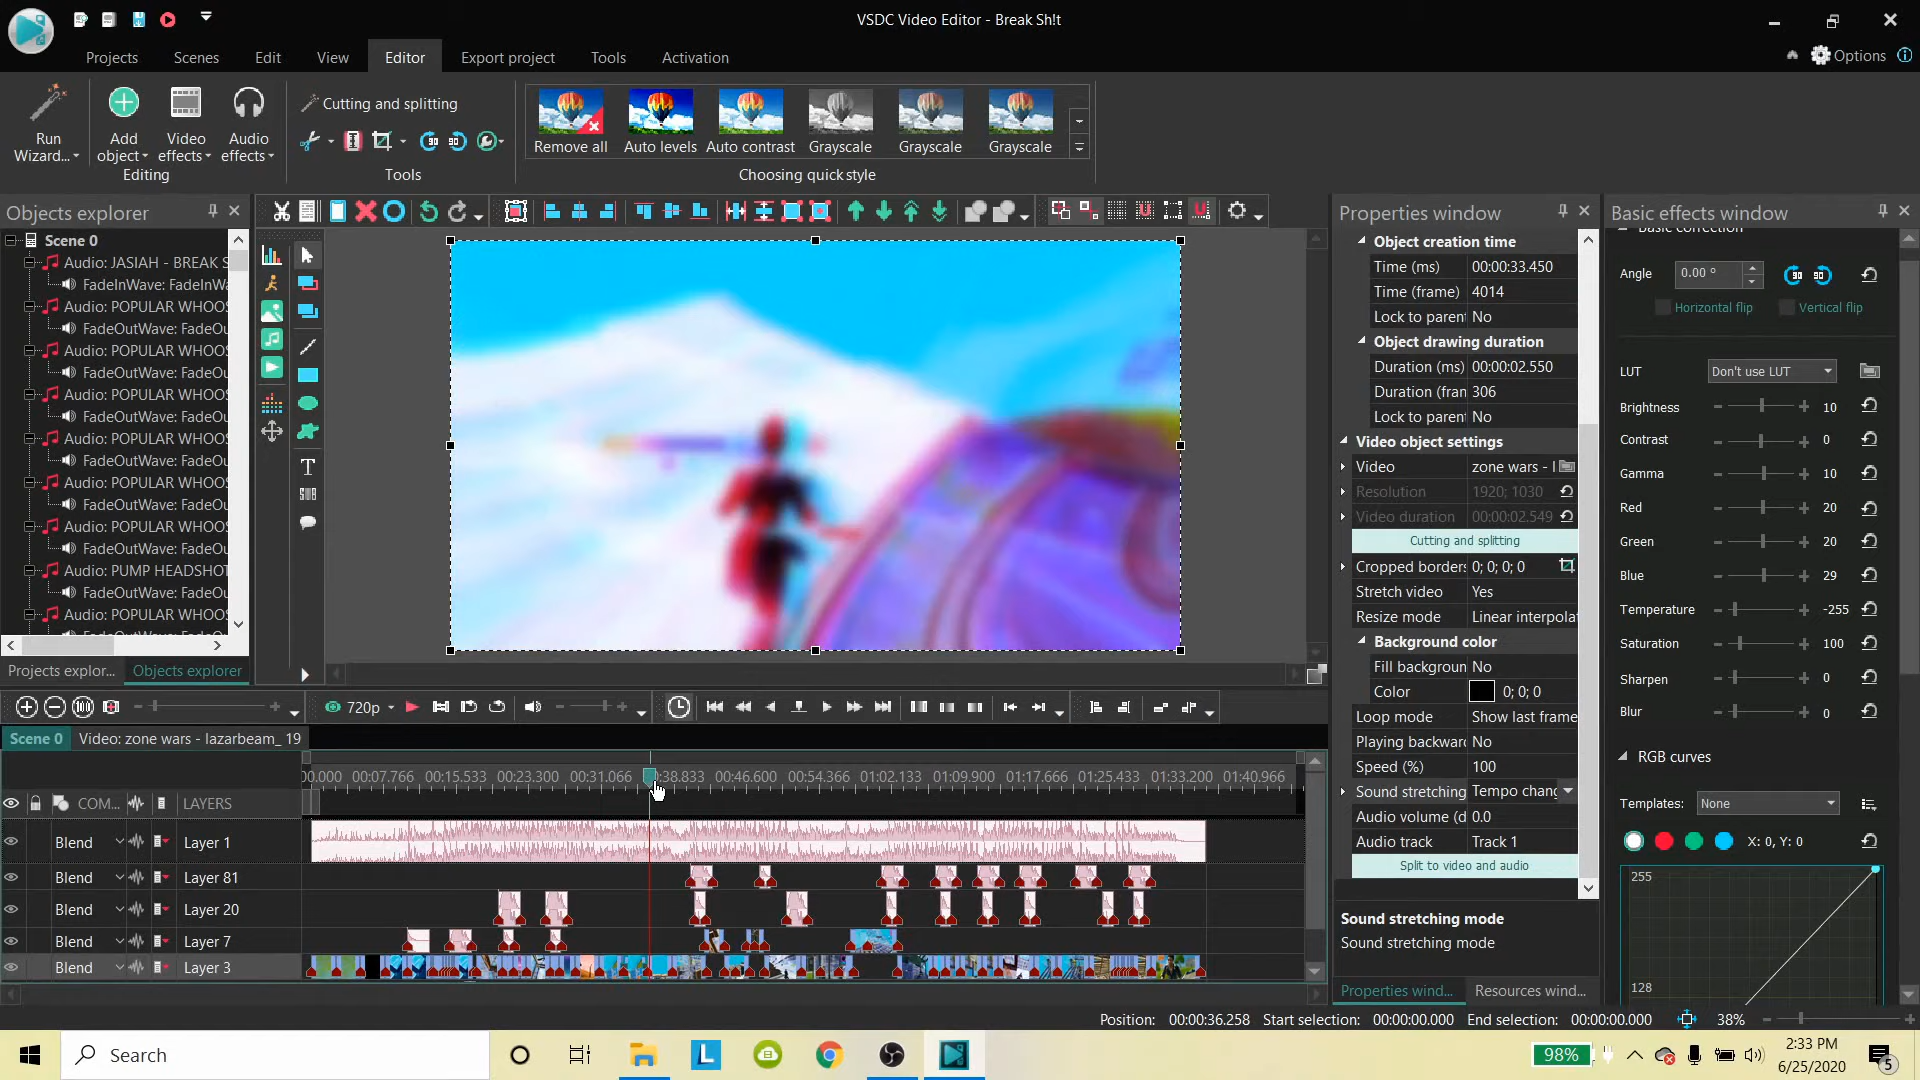 VSDC Video Editor - Break Sh!t
Projects
Scenes
Edit
View
Editor
Export project
Tools
Activation
Options
Run Wizard...
Add object
Video effects
Audio effects
Editing
Cutting and splitting
Tools
Remove all
Auto levels
Auto contrast
Grayscale
Grayscale
Grayscale
Choosing quick style
Objects explorer
Scene 0
Audio: JASIAH - BREAK S
FadeInWave: FadeInWa
Audio: POPULAR WHOOS
FadeOutWave: FadeOu
Audio: POPULAR WHOOS
FadeOutWave: FadeOu
Audio: POPULAR WHOOS
FadeOutWave: FadeOu
Audio: POPULAR WHOOS
FadeOutWave: FadeOu
Audio: POPULAR WHOOS
FadeOutWave: FadeOu
Audio: POPULAR WHOOS
FadeOutWave: FadeOu
Audio: PUMP HEADSHOT
FadeOutWave: FadeOu
Audio: POPULAR WHOOS
FadeOutWave: FadeOu
Projects explor...
Objects explorer
Properties window
Object creation time
Time (ms) 00:00:33.450
Time (frame) 4014
Lock to parent No
Object drawing duration
Duration (ms) 00:00:02.550
Duration (fran 306
Lock to parent No
Video object settings
Video zone wars - l
Resolution 1920; 1030
Video duration 00:00:02.549
Cutting and splitting
Cropped borders 0; 0; 0; 0
Stretch video Yes
Resize mode Linear interpolat
Background color
Fill backgroun No
Color 0; 0; 0
Loop mode Show last frame
Playing backwar No
Speed (%) 100
Sound stretching Tempo chang
Audio volume (d 0.0
Audio track Track 1
Split to video and audio
Sound stretching mode
Sound stretching mode
Properties wind...
Resources wind...
Basic effects window
Basic correction
Angle 0.00 °
Horizontal flip
Vertical flip
LUT Don't use LUT
Brightness 10
Contrast 0
Gamma 10
Red 20
Green 20
Blue 29
Temperature -255
Saturation 100
Sharpen 0
Blur 0
RGB curves
Templates: None
X: 0, Y: 0
255
128
720p
Scene 0
Video: zone wars - lazarbeam_ 19
00.000 00:07.766 00:15.533 00:23.300 00:31.066 00:38.833 00:46.600 00:54.366 01:02.133 01:09.900 01:17.666 01:25.433 01:33.200 01:40.966
COM... LAYERS
Blend Layer 1
Blend Layer 81
Blend Layer 20
Blend Layer 7
Blend Layer 3
Position: 00:00:36.258 Start selection: 00:00:00.000 End selection: 00:00:00.000 38%
Search
L
98%
2:33 PM
6/25/2020
5